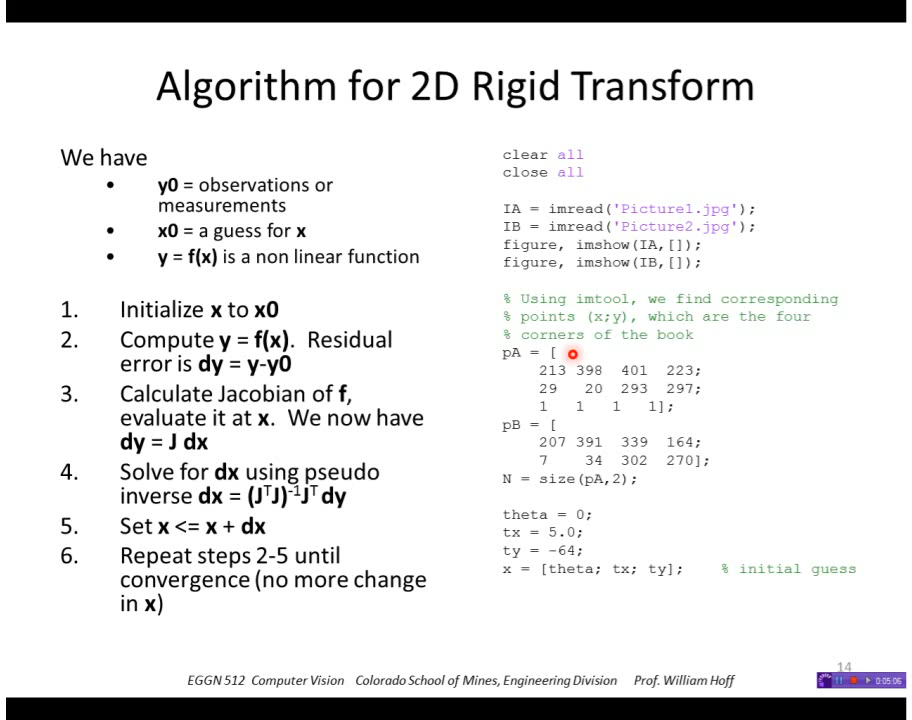 Algorithm for 2D Rigid Transform
We have
• y0 = observations or
measurements
• x0 = a guess for x
• y = f(x) is a non linear function
1. Initialize x to x0
2. Compute y = f(x). Residual
error is dy = y-y0
3. Calculate Jacobian of f,
evaluate it at x. We now have
dy = J dx
4. Solve for dx using pseudo
inverse dx = (JᵀJ)⁻¹Jᵀ dy
5. Set x <= x + dx
6. Repeat steps 2-5 until
convergence (no more change
in x)
clear all
close all
IA = imread('Picture1.jpg');
IB = imread('Picture2.jpg');
figure, imshow(IA,[]);
figure, imshow(IB,[]);
% Using imtool, we find corresponding
% points (x;y), which are the four
% corners of the book
pA = [
213 398 401 223;
29 20 293 297;
1 1 1 1];
pB = [
207 391 339 164;
7 34 302 270];
N = size(pA,2);
theta = 0;
tx = 5.0;
ty = -64;
x = [theta; tx; ty]; % initial guess
14
EGGN 512 Computer Vision Colorado School of Mines, Engineering Division Prof. William Hoff
0:05:06